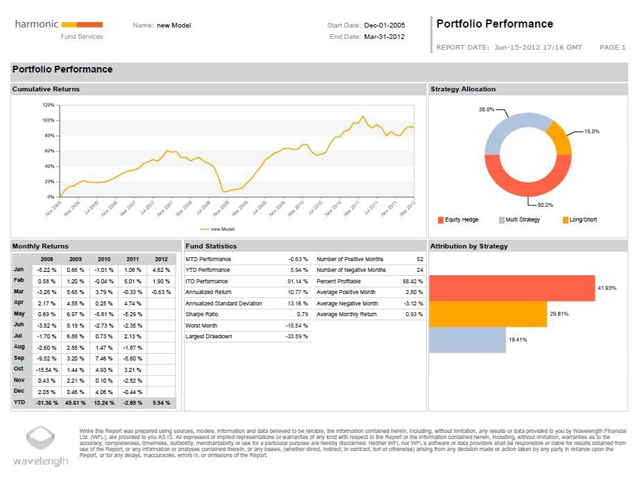 harmonic
Fund Services
Name: new Model
Start Date: Dec-01-2005
End Date: Mar-31-2012
Portfolio Performance
REPORT DATE: Jun-15-2012 17:16 GMT PAGE 1
Portfolio Performance
Cumulative Returns
120%
100%
80%
60%
40%
20%
0%
Nov 2005 Mar 2006 Jul 2006 Nov 2006 Mar 2007 Jul 2007 Nov 2007 Mar 2008 Jul 2008 Nov 2008 Mar 2009 Jul 2009 Nov 2009 Mar 2010 Jul 2010 Nov 2010 Mar 2011 Jul 2011 Nov 2011 Mar 2012
new Model
Strategy Allocation
35.0%
15.0%
50.0%
Equity Hedge Multi Strategy Long/Short
Monthly Returns
2008 2009 2010 2011 2012
Jan -5.22 % 0.66 % -1.01 % 1.06 % 4.62 %
Feb 0.58 % 1.20 % -0.04 % 5.01 % 1.90 %
Mar -3.26 % 5.65 % 3.79 % -0.33 % -0.63 %
Apr 2.17 % 4.55 % 0.25 % 4.74 %
May 0.69 % 6.97 % -5.81 % -5.29 %
Jun -3.52 % 5.19 % -2.73 % -2.35 %
Jul -1.70 % 6.88 % 0.73 % 2.13 %
Aug -2.60 % 2.85 % -1.47 % -1.87 %
Sep -9.52 % 3.20 % 7.46 % -5.60 %
Oct -15.54 % 1.44 % 4.93 % 3.21 %
Nov 0.43 % 2.21 % 0.10 % -2.52 %
Dec 2.05 % 0.46 % 4.06 % -0.44 %
YTD -31.36 % 49.61 % 13.24 % -2.89 % 5.94 %
Fund Statistics
MTD Performance -0.63 % Number of Positive Months 52
YTD Performance 5.94 % Number of Negative Months 24
ITD Performance 91.14 % Percent Profitable 68.42 %
Annualized Return 10.77 % Average Positive Month 2.80 %
Annualized Standard Deviation 13.16 % Average Negative Month -3.12 %
Sharpe Ratio 0.79 Average Monthly Return 0.93 %
Worst Month -15.54 %
Largest Drawdown -33.59 %
Attribution by Strategy
41.93%
29.81%
19.41%
wavelength
While this Report was prepared using sources, models, information and data believed to be reliable, the information contained herein, including, without limitation, any results or data provided to you by Wavelength Financial
Ltd. (WFL), are provided to you AS IS. All expressed or implied representations or warranties of any kind with respect to the Report or the Information contained herein, including, without limitation, warranties as to the
accuracy, completeness, timeliness, suitability, merchantability or use for a particular purpose are hereby disclaimed. Neither WFL nor WFL's software or data providers shall be responsible or liable for results obtained from
use of the Report, or any information or analyses contained therein, or any losses, (whether direct, indirect, in contract, tort or otherwise) arising from any decision made or action taken by any party in reliance upon the
Report, or for any delays, inaccuracies, errors in, or omissions of the Report.